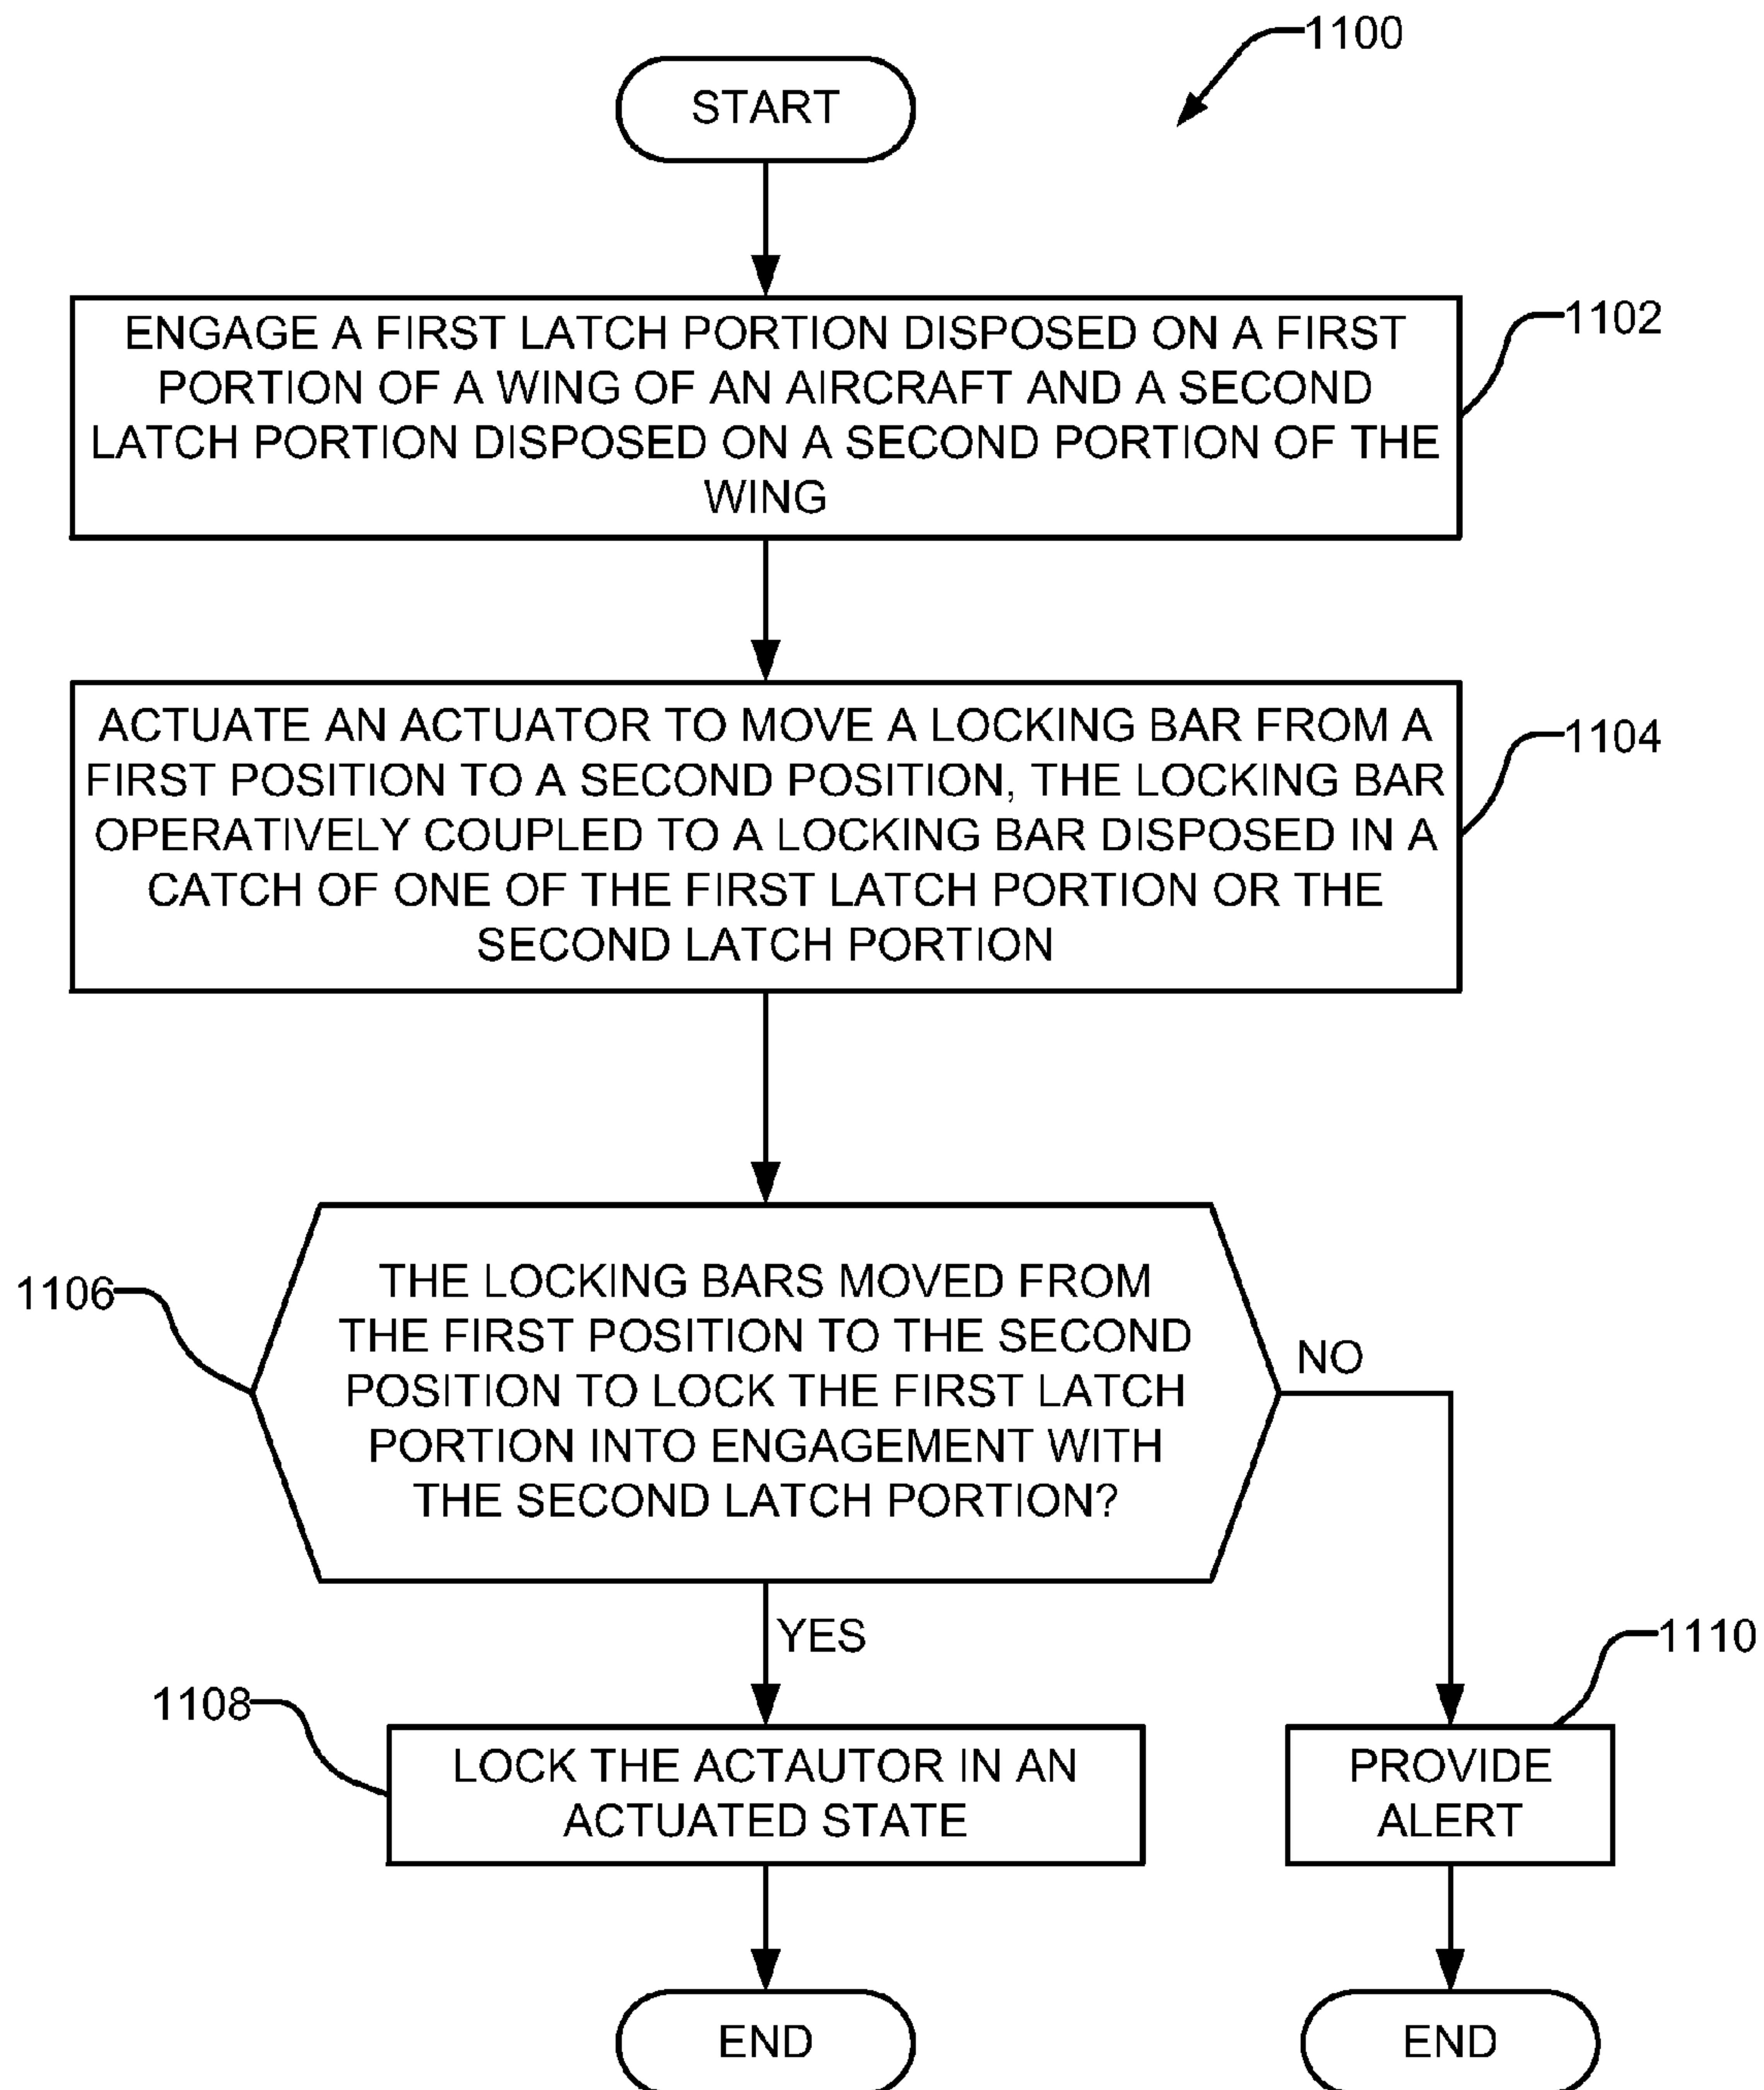 1100
START
ENGAGE A FIRST LATCH PORTION DISPOSED ON A FIRST
PORTION OF A WING OF AN AIRCRAFT AND A SECOND
LATCH PORTION DISPOSED ON A SECOND PORTION OF THE
WING
1102
ACTUATE AN ACTUATOR TO MOVE A LOCKING BAR FROM A
FIRST POSITION TO A SECOND POSITION, THE LOCKING BAR
OPERATIVELY COUPLED TO A LOCKING BAR DISPOSED IN A
CATCH OF ONE OF THE FIRST LATCH PORTION OR THE
SECOND LATCH PORTION
1104
1106
THE LOCKING BARS MOVED FROM
THE FIRST POSITION TO THE SECOND
POSITION TO LOCK THE FIRST LATCH
PORTION INTO ENGAGEMENT WITH
THE SECOND LATCH PORTION?
NO
YES
1108
LOCK THE ACTAUTOR IN AN
ACTUATED STATE
1110
PROVIDE
ALERT
END
END